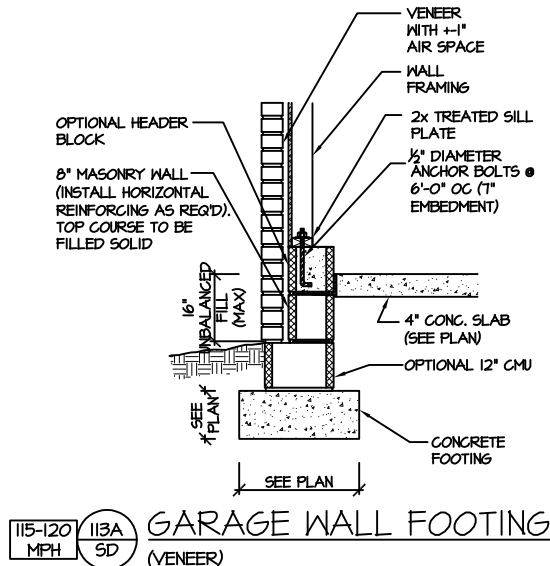 VENEER
WITH +-1"
AIR SPACE
WALL
FRAMING
OPTIONAL HEADER
BLOCK
2x TREATED SILL
PLATE
8" MASONRY WALL
(INSTALL HORIZONTAL
REINFORCING AS REQ'D).
TOP COURSE TO BE
FILLED SOLID
½" DIAMETER
ANCHOR BOLTS @
6'-0" OC (7"
EMBEDMENT)
16"
UNBALANCED
FILL
(MAX)
4" CONC. SLAB
(SEE PLAN)
OPTIONAL 12" CMU
SEE
PLAN
CONCRETE
FOOTING
SEE PLAN
115-120
MPH
113A
SD
GARAGE WALL FOOTING
(VENEER)